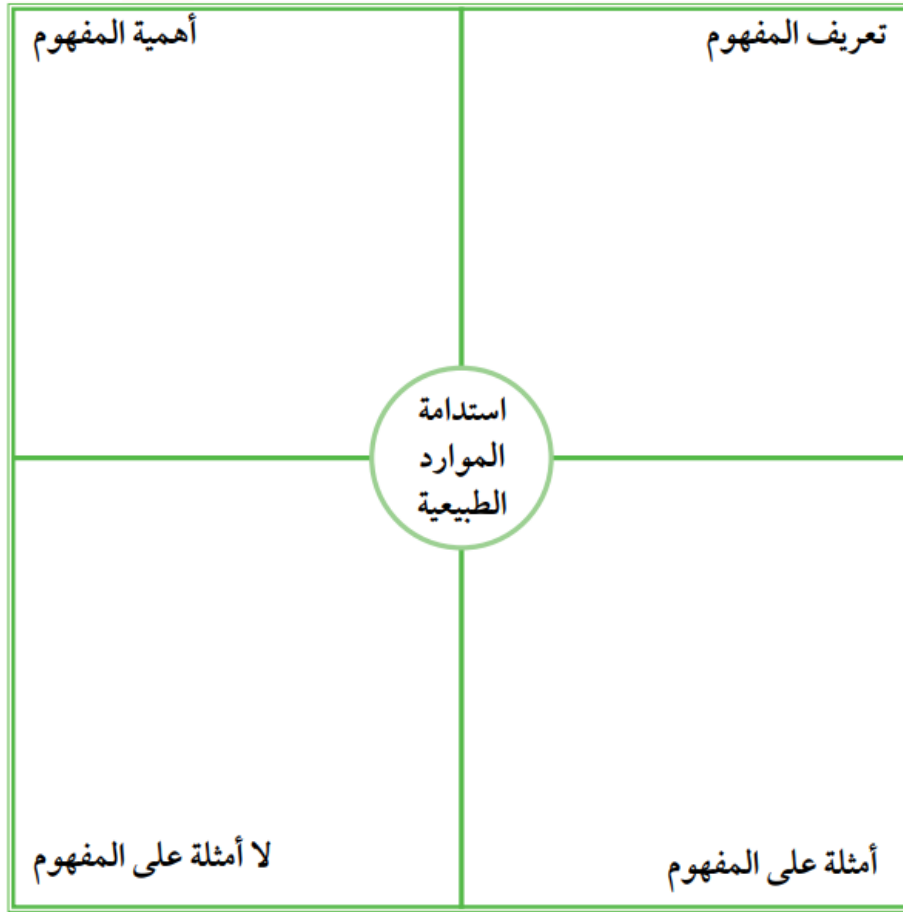 تعريف المفهوم
أهمية المفهوم
استدامة
الموارد
الطبيعية
أمثلة على المفهوم
لا أمثلة على المفهوم